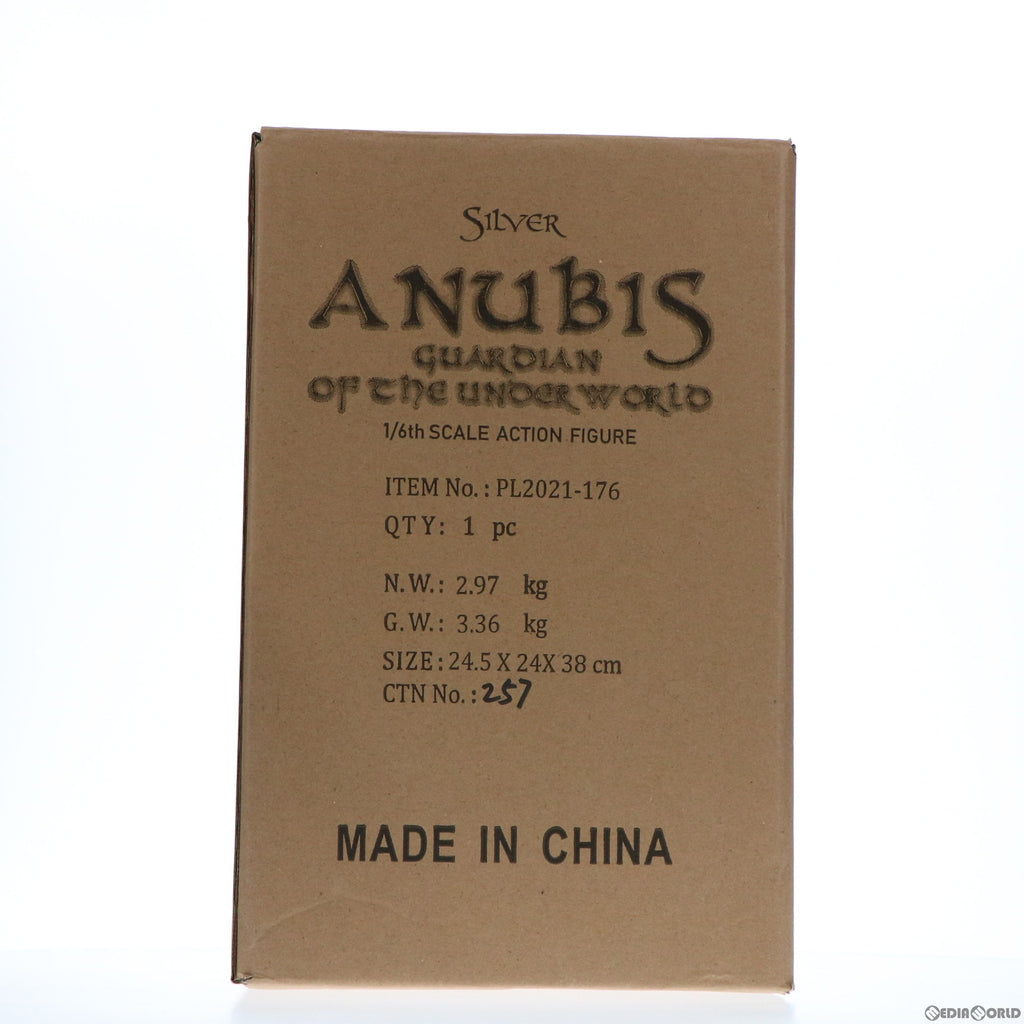 SILVER
ANUBIS
GUARDIAN
OF THE UNDERWORLD
1/6th SCALE ACTION FIGURE
ITEM No.: PL2021-176
QTY: 1 pc
N.W.: 2.97 kg
G.W.: 3.36 kg
SIZE: 24.5 X 24X 38 cm
CTN No.: 257
MADE IN CHINA
MEDIAWORLD